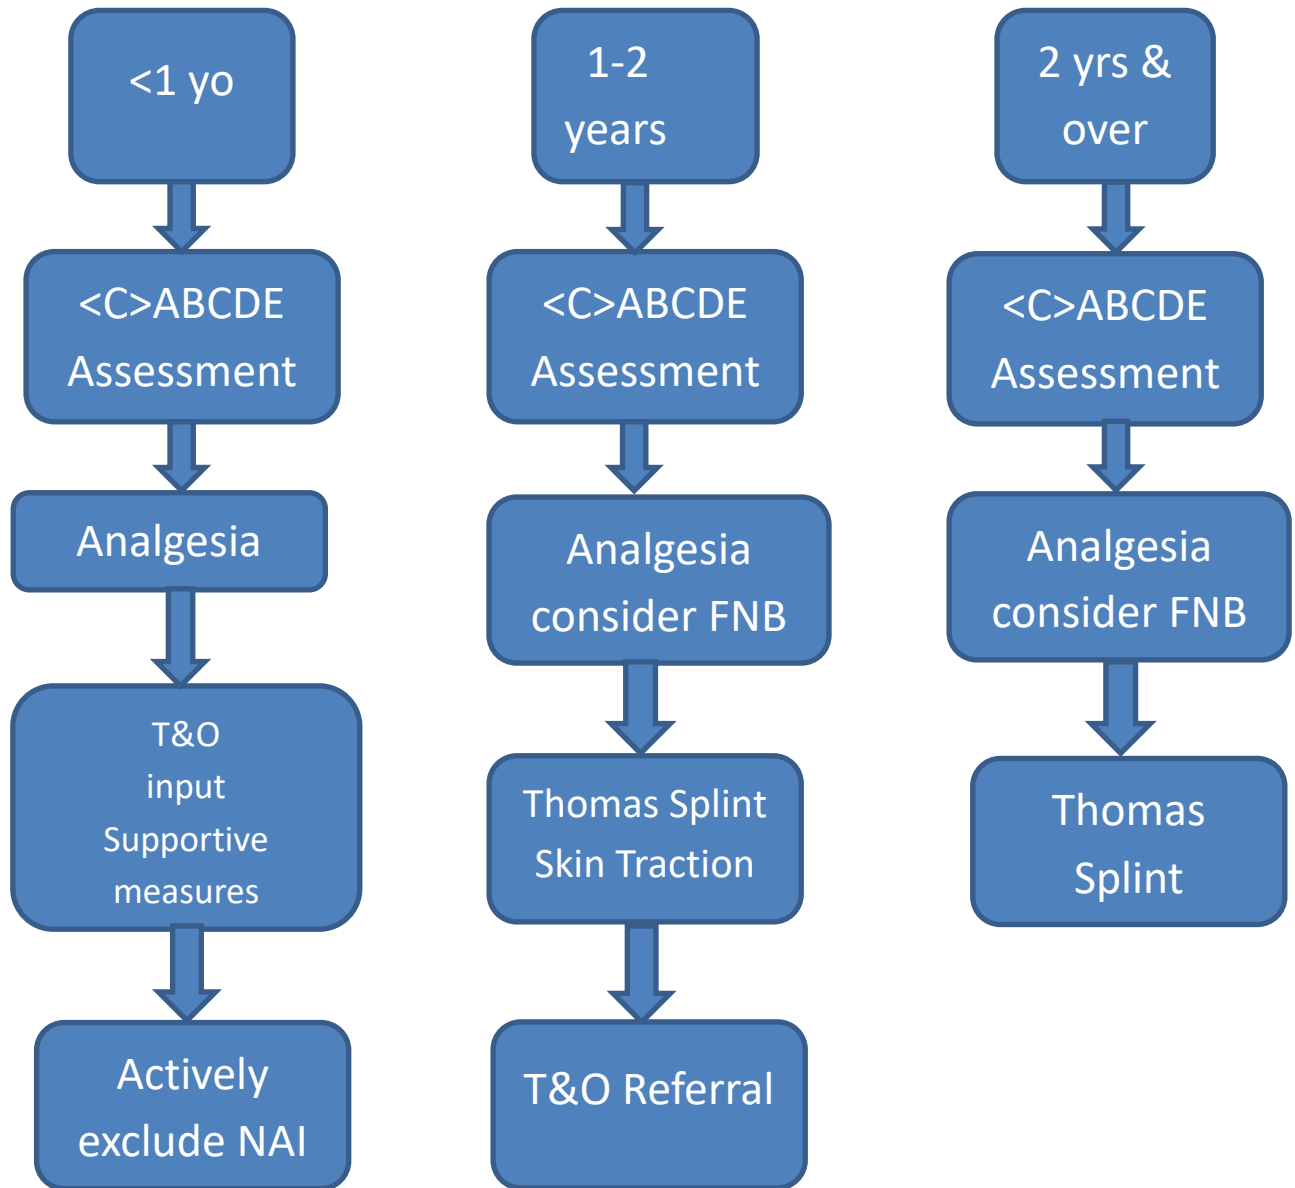 <1 yo
<C>ABCDE
Assessment
Analgesia
T&O
input
Supportive
measures
Actively
exclude NAI
1-2
years
<C>ABCDE
Assessment
Analgesia
consider FNB
Thomas Splint
Skin Traction
T&O Referral
2 yrs &
over
<C>ABCDE
Assessment
Analgesia
consider FNB
Thomas
Splint